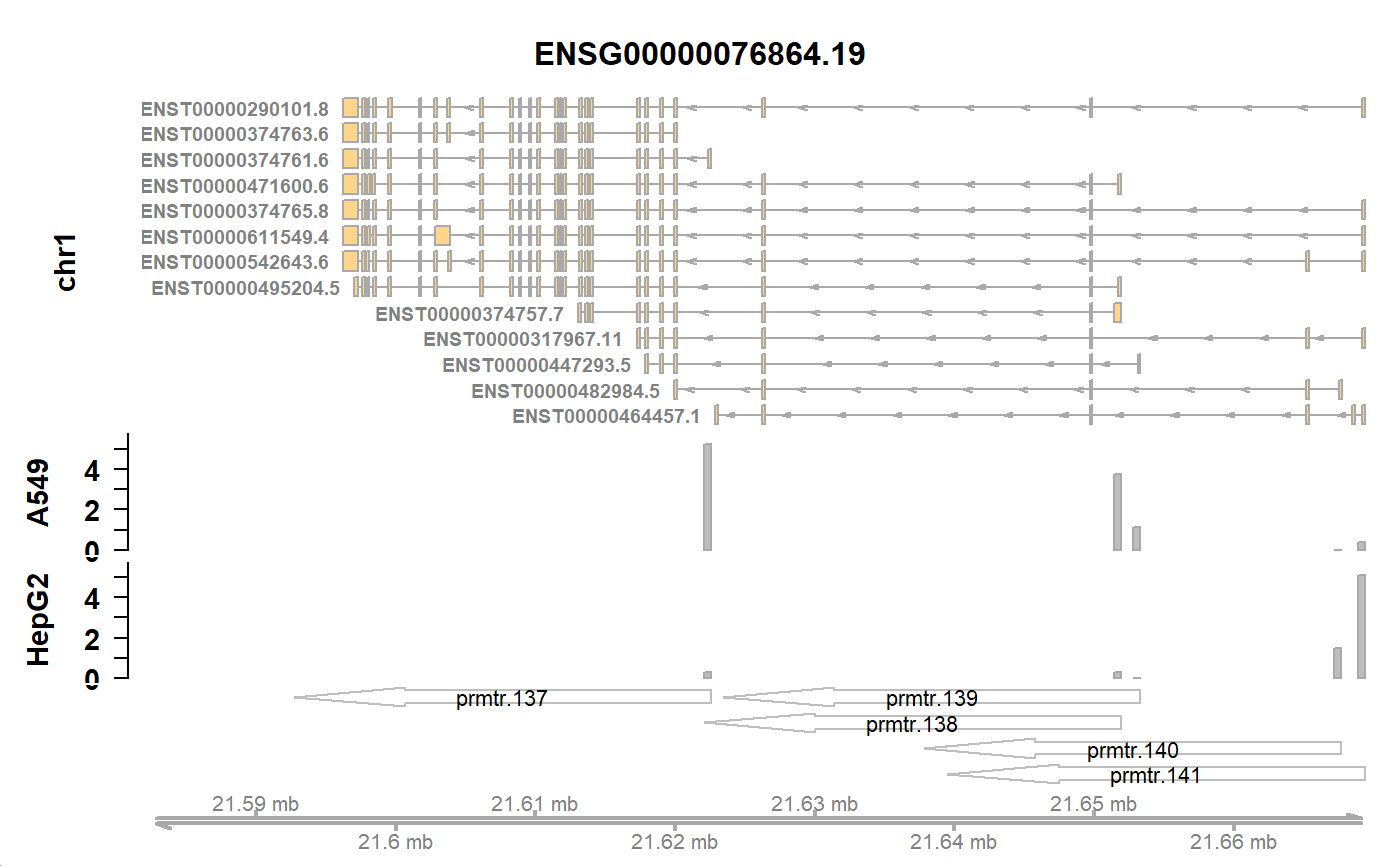 ENSG00000076864.19
chr1
ENST00000290101.8
ENST00000374763.6
ENST00000374761.6
ENST00000471600.6
ENST00000374765.8
ENST00000611549.4
ENST00000542643.6
ENST00000495204.5
ENST00000374757.7
ENST00000317967.11
ENST00000447293.5
ENST00000482984.5
ENST00000464457.1
A549
4
2
0
HepG2
4
2
0
prmtr.137 prmtr.139
prmtr.138
prmtr.140
prmtr.141
21.59 mb 21.61 mb 21.63 mb 21.65 mb
21.6 mb 21.62 mb 21.64 mb 21.66 mb